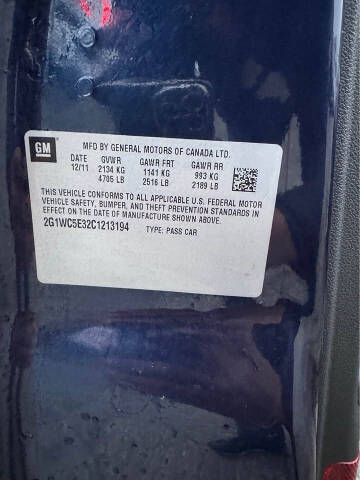 GM
MFD BY GENERAL MOTORS OF CANADA LTD.
DATE GVWR GAWR FRT GAWR RR
12/11 2134 KG 1141 KG 993 KG
4705 LB 2516 LB 2189 LB
THIS VEHICLE CONFORMS TO ALL APPLICABLE U.S. FEDERAL MOTOR
VEHICLE SAFETY, BUMPER, AND THEFT PREVENTION STANDARDS IN
EFFECT ON THE DATE OF MANUFACTURE SHOWN ABOVE.
2G1WC5E32C1213194 TYPE: PASS CAR